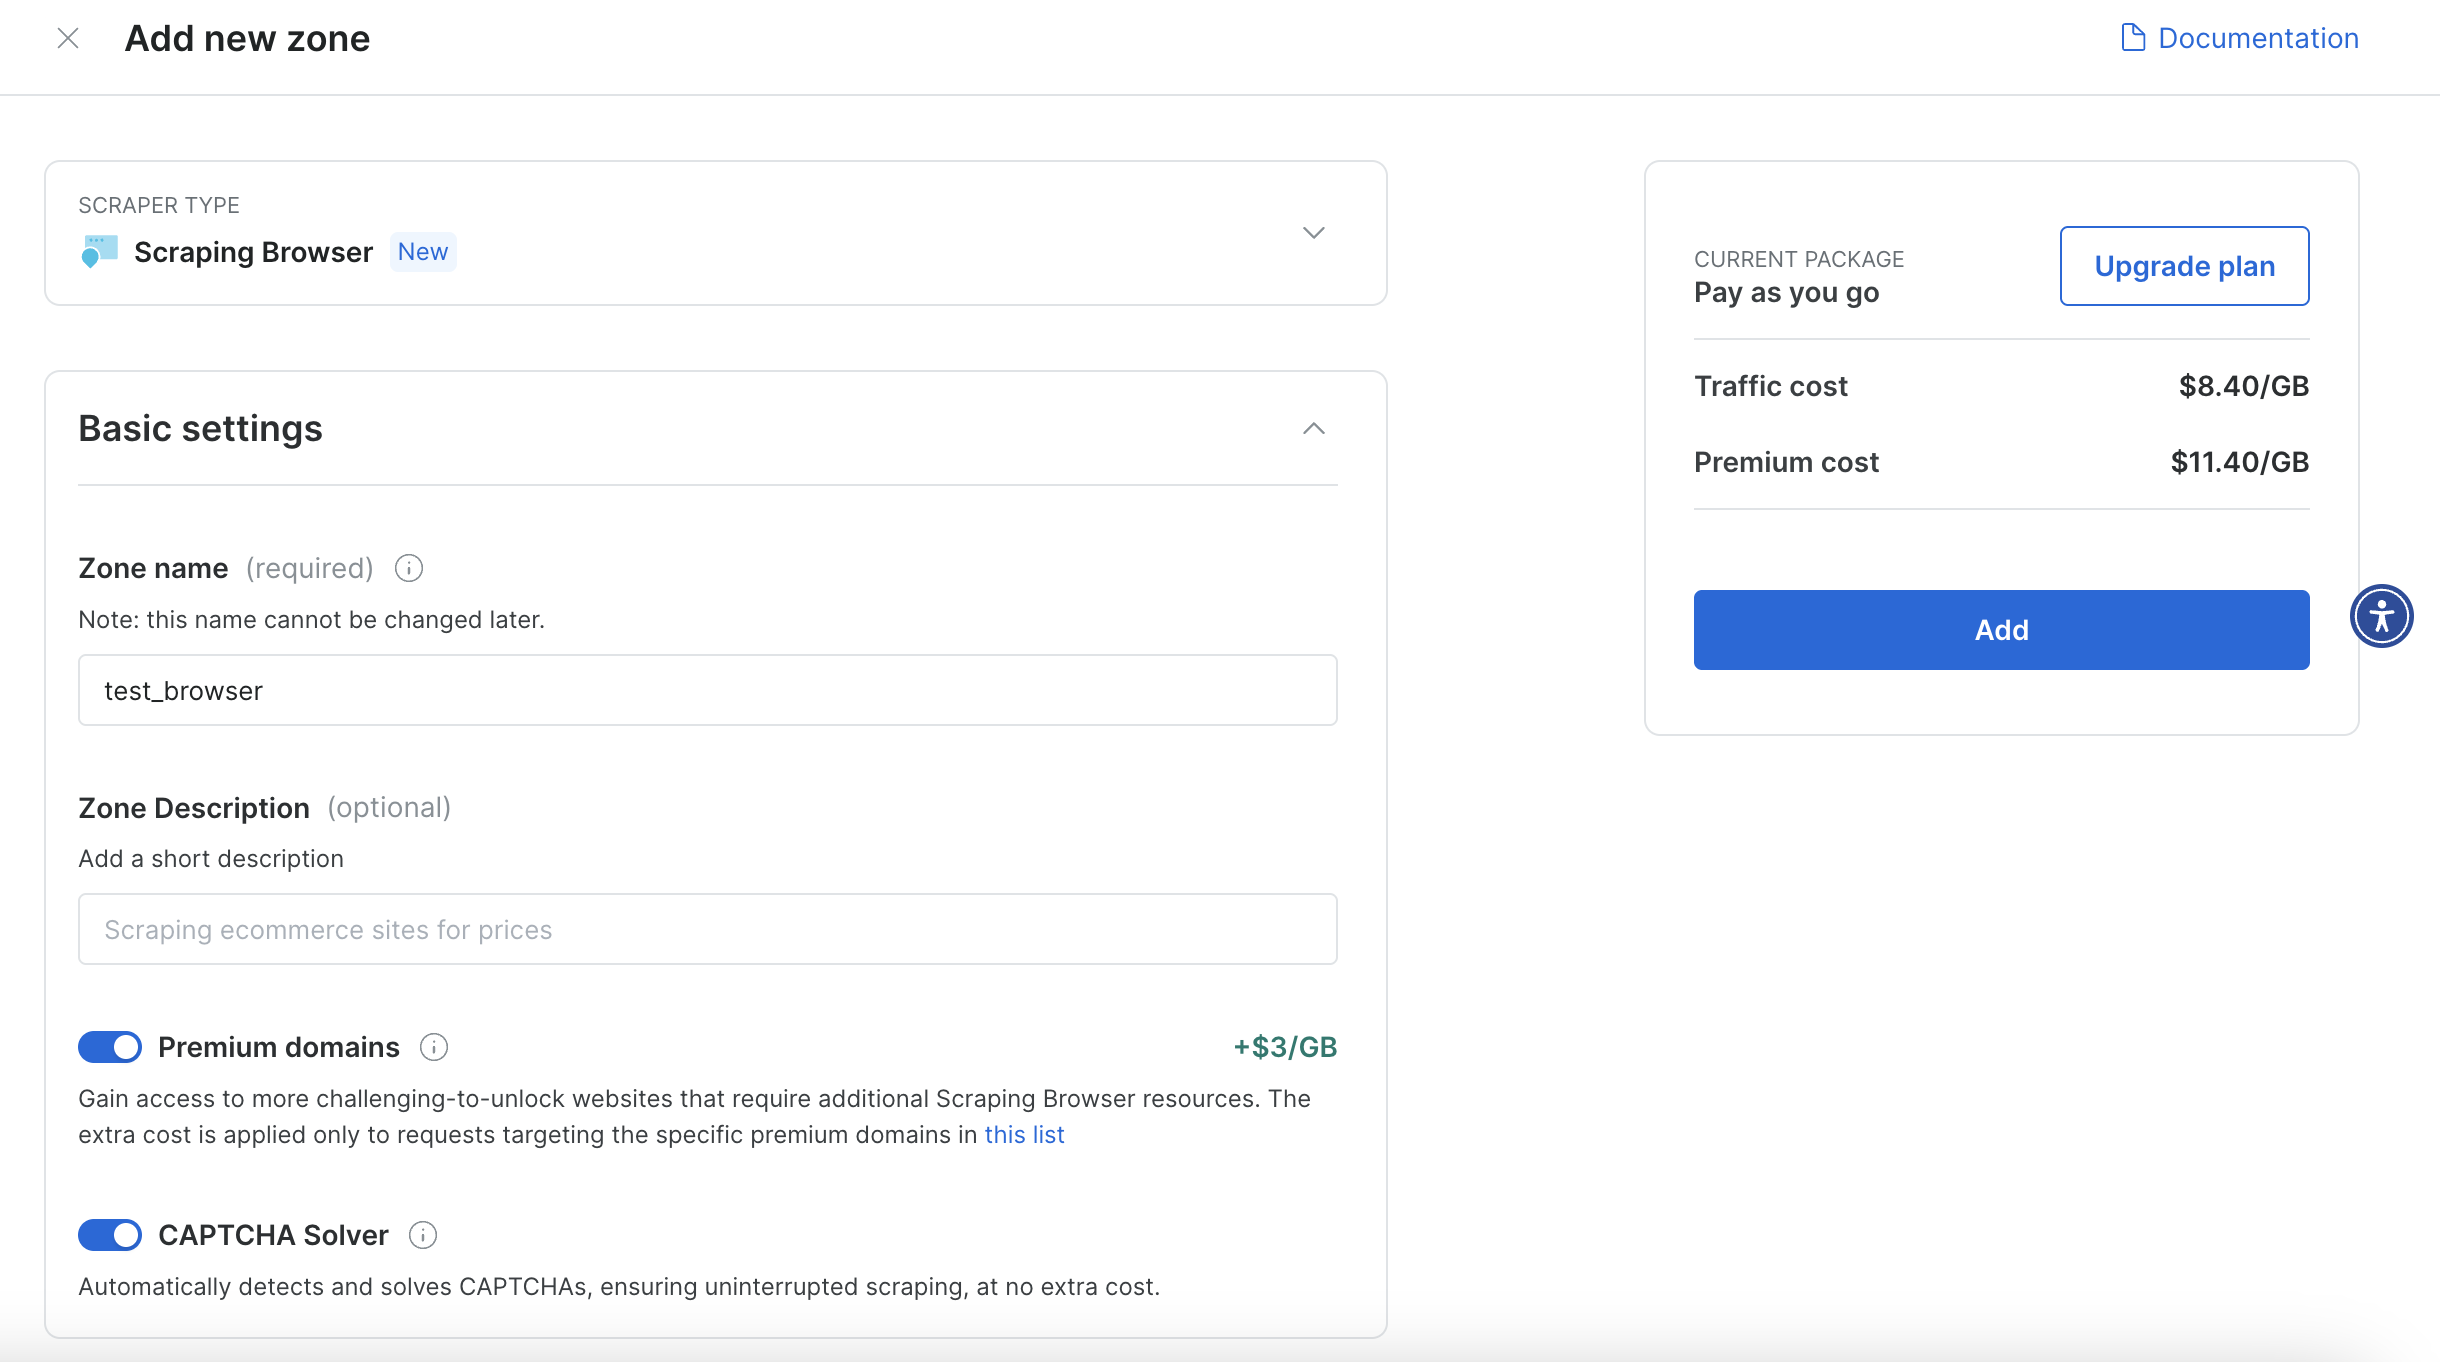 Add new zone
Documentation
SCRAPER TYPE
Scraping Browser New
Basic settings
Zone name (required)
Note: this name cannot be changed later.
test_browser
Zone Description (optional)
Add a short description
Scraping ecommerce sites for prices
Premium domains +$3/GB
Gain access to more challenging-to-unlock websites that require additional Scraping Browser resources. The
extra cost is applied only to requests targeting the specific premium domains in this list
CAPTCHA Solver
Automatically detects and solves CAPTCHAs, ensuring uninterrupted scraping, at no extra cost.
CURRENT PACKAGE
Pay as you go
Upgrade plan
Traffic cost $8.40/GB
Premium cost $11.40/GB
Add